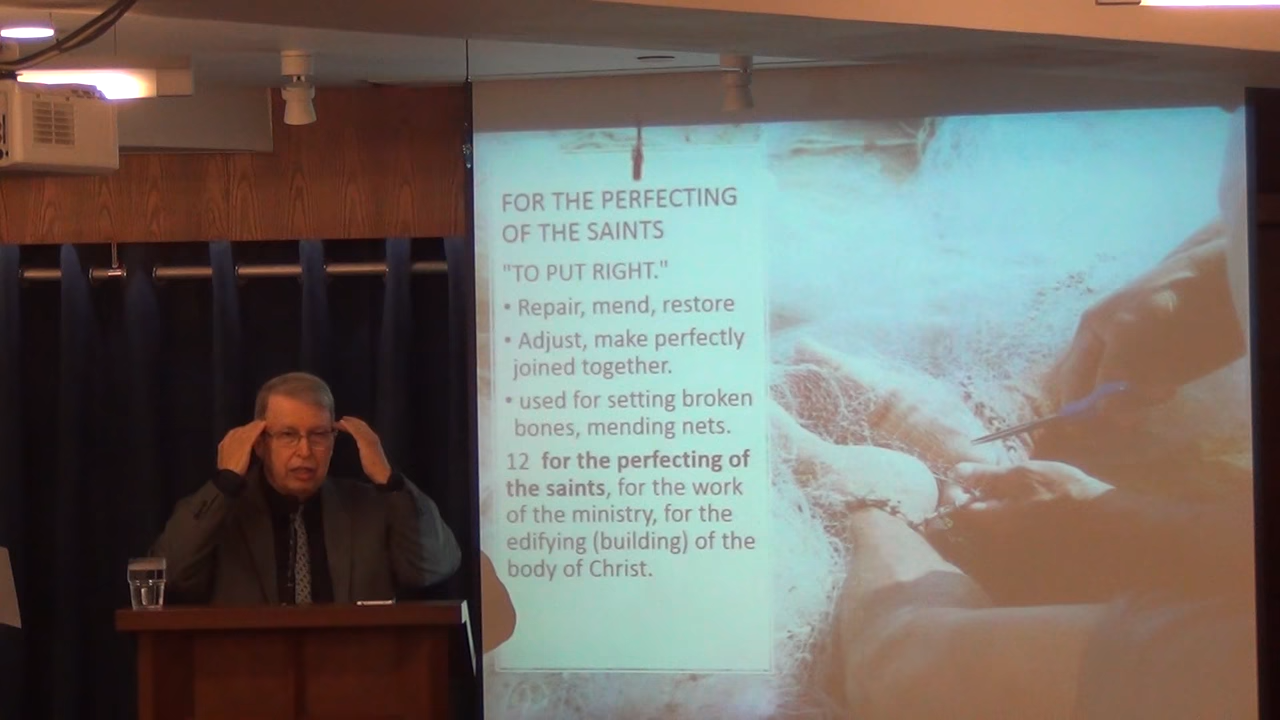 FOR THE PERFECTING
OF THE SAINTS
"TO PUT RIGHT."
• Repair, mend, restore
• Adjust, make perfectly
joined together.
• used for setting broken
bones, mending nets.
12 for the perfecting of
the saints, for the work
of the ministry, for the
edifying (building) of the
body of Christ.